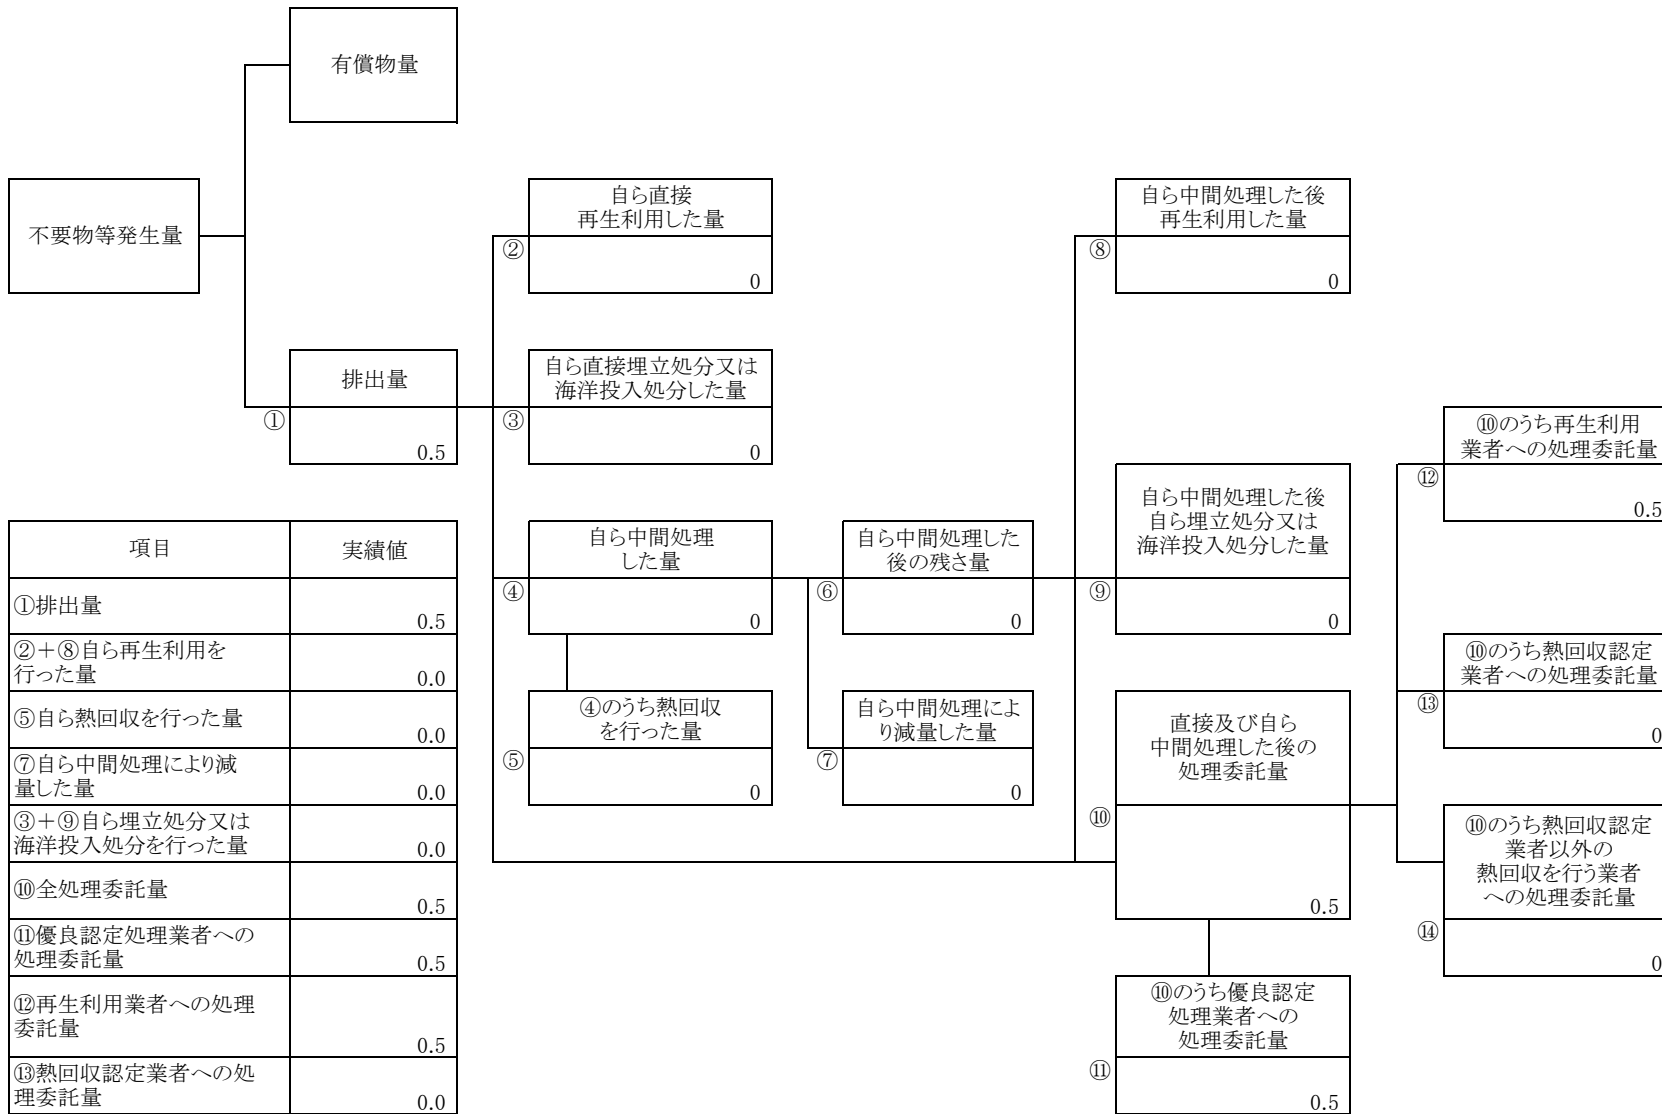 有償物量
不要物等発生量
自ら直接
再生利用した量
②
0
自ら中間処理した後
再生利用した量
⑧
0
排出量
①
0.5
自ら直接埋立処分又は
海洋投入処分した量
③
0
⑩のうち再生利用
業者への処理委託量
⑫
0.5
自ら中間処理した後
自ら埋立処分又は
海洋投入処分した量
⑨
0
自ら中間処理
した量
④
0
自ら中間処理した
後の残さ量
⑥
0
④のうち熱回収
を行った量
⑤
0
自ら中間処理によ
り減量した量
⑦
0
⑩のうち熱回収認定
業者への処理委託量
⑬
0
直接及び自ら
中間処理した後の
処理委託量
⑩
0.5
⑩のうち熱回収認定
業者以外の
熱回収を行う業者
への処理委託量
⑭
0
⑩のうち優良認定
処理業者への
処理委託量
⑪
0.5
項目 実績値
①排出量
0.5
②+⑧自ら再生利用を
行った量
0.0
⑤自ら熱回収を行った量
0.0
⑦自ら中間処理により減
量した量
0.0
③+⑨自ら埋立処分又は
海洋投入処分を行った量
0.0
⑩全処理委託量
0.5
⑪優良認定処理業者への
処理委託量
0.5
⑫再生利用業者への処理
委託量
0.5
⑬熱回収認定業者への処
理委託量
0.0